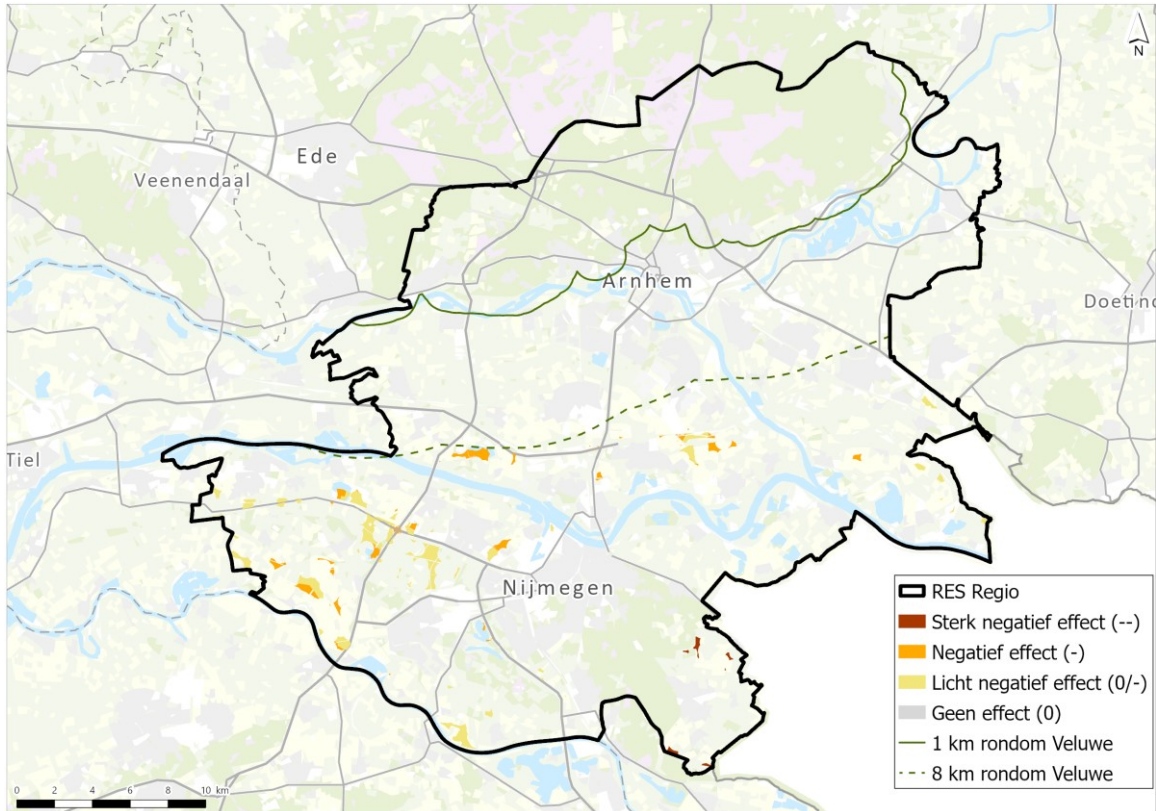 N
Ede
Veenendaal
Arnhem
Doetinc
Tiel
Nijmegen
RES Regio
Sterk negatief effect (--)
Negatief effect (-)
Licht negatief effect (0/-)
Geen effect (0)
1 km rondom Veluwe
8 km rondom Veluwe
0 2 4 6 8 10 km